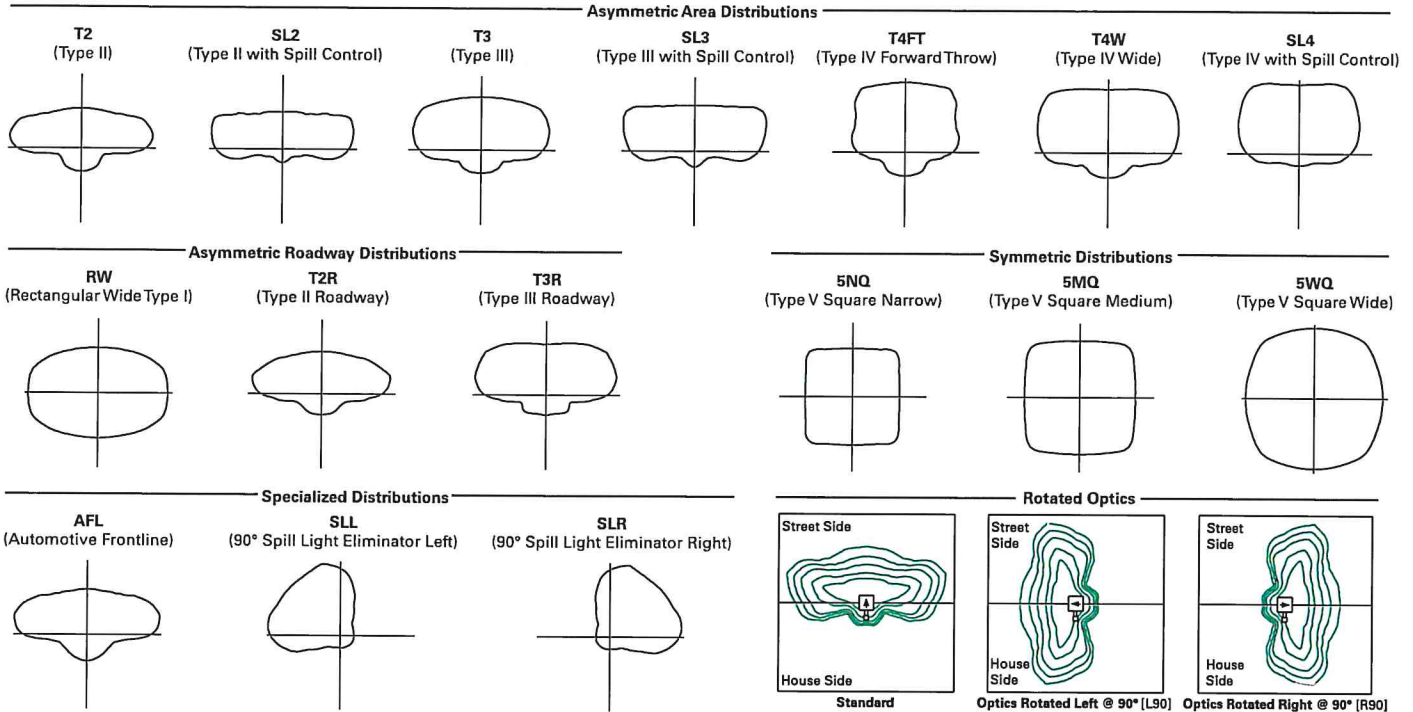 Asymmetric Area Distributions
T2
(Type II)
SL2
(Type II with Spill Control)
T3
(Type III)
SL3
(Type III with Spill Control)
T4FT
(Type IV Forward Throw)
T4W
(Type IV Wide)
SL4
(Type IV with Spill Control)
Asymmetric Roadway Distributions
RW
(Rectangular Wide Type I)
T2R
(Type II Roadway)
T3R
(Type III Roadway)
Symmetric Distributions
5NQ
(Type V Square Narrow)
5MQ
(Type V Square Medium)
5WQ
(Type V Square Wide)
Specialized Distributions
AFL
(Automotive Frontline)
SLL
(90° Spill Light Eliminator Left)
SLR
(90° Spill Light Eliminator Right)
Rotated Optics
Street Side
House Side
Standard
Street
Side
House
Side
Optics Rotated Left @ 90° [L90]
Street
Side
House
Side
Optics Rotated Right @ 90° [R90]